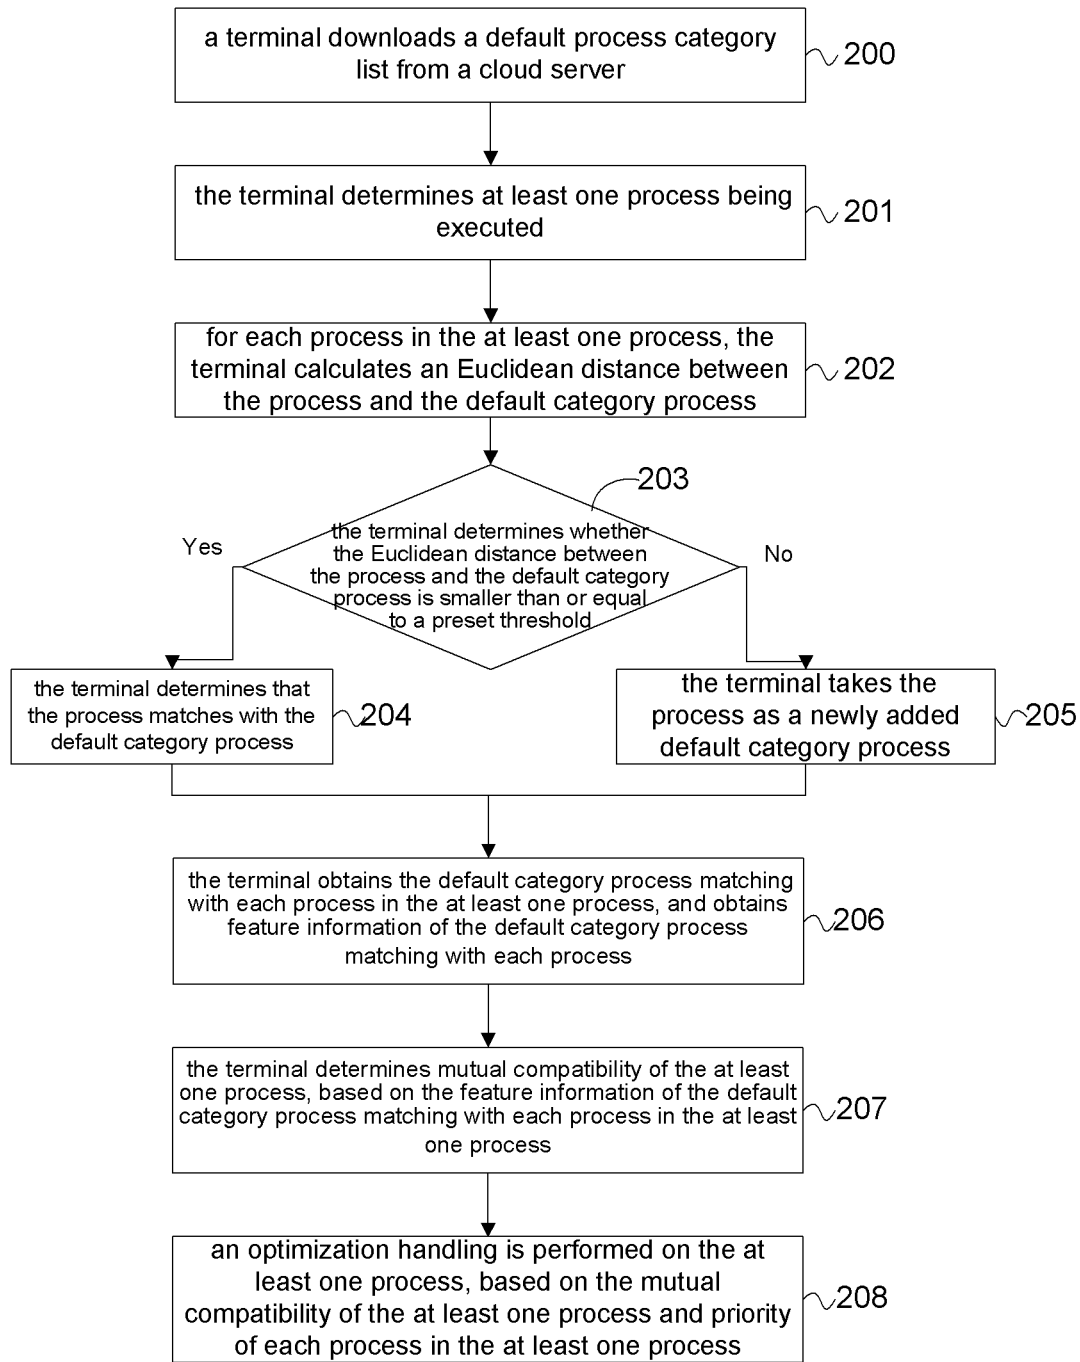 a terminal downloads a default process category
list from a cloud server
200
the terminal determines at least one process being
executed
201
for each process in the at least one process, the
terminal calculates an Euclidean distance between
the process and the default category process
202
203
the terminal determines whether
the Euclidean distance between
the process and the default category
process is smaller than or equal
to a preset threshold
Yes
No
the terminal determines that
the process matches with the
default category process
204
the terminal takes the
process as a newly added
default category process
205
the terminal obtains the default category process matching
with each process in the at least one process, and obtains
feature information of the default category process
matching with each process
206
the terminal determines mutual compatibility of the at least
one process, based on the feature information of the default
category process matching with each process in the at least
one process
207
an optimization handling is performed on the at
least one process, based on the mutual
compatibility of the at least one process and priority
of each process in the at least one process
208